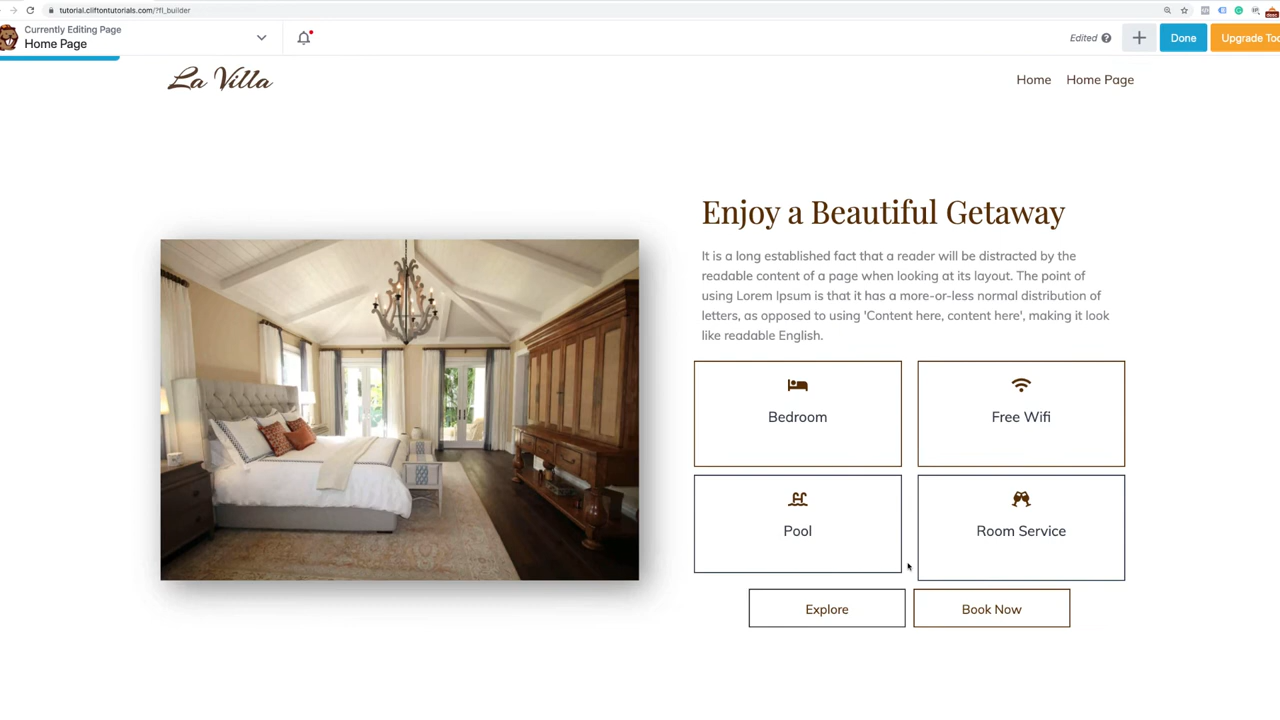 tutorial.cliftontutorials.com/?fl_builder
Currently Editing Page
Home Page
Edited
Done
La Villa
Home
Home Page
Enjoy a Beautiful Getaway
It is a long established fact that a reader will be distracted by the
readable content of a page when looking at its layout. The point of
using Lorem Ipsum is that it has a more-or-less normal distribution of
letters, as opposed to using 'Content here, content here', making it look
like readable English.
Bedroom
Free Wifi
Pool
Room Service
Explore
Book Now